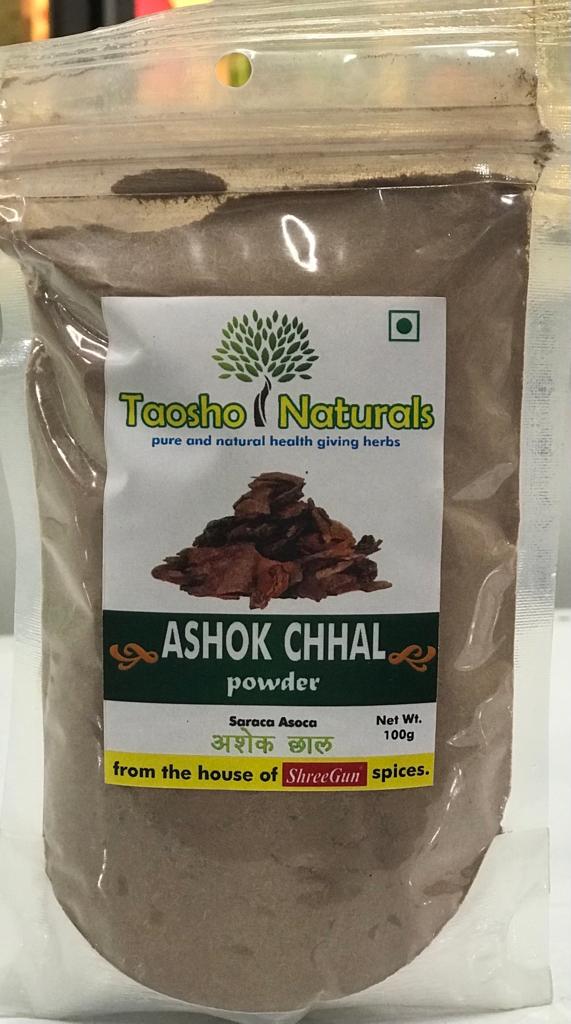 Taosho Naturals
pure and natural health giving herbs
ASHOK CHHAL
powder
Saraca Asoca
अशेक छाल
Net Wt.
100g
from the house of ShreeGun® spices.